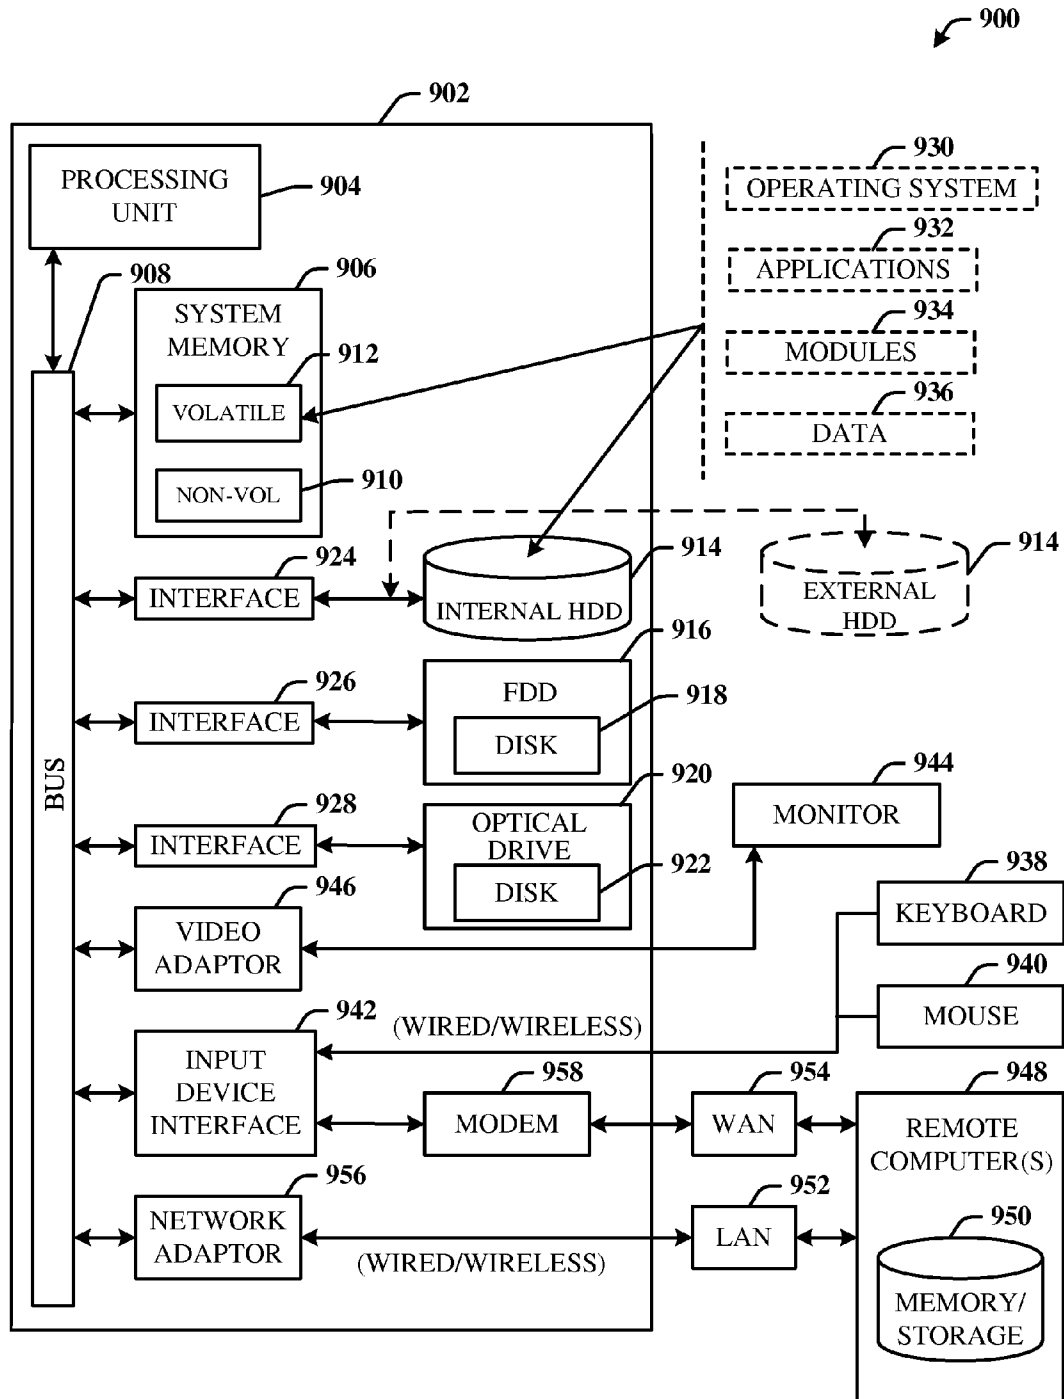 900
902
PROCESSING
UNIT
904
908
906
SYSTEM
MEMORY
912
VOLATILE
910
NON-VOL
930
OPERATING SYSTEM
932
APPLICATIONS
934
MODULES
936
DATA
924
INTERFACE
914
INTERNAL HDD
914
EXTERNAL
HDD
916
FDD
926
INTERFACE
918
DISK
BUS
920
OPTICAL
DRIVE
928
INTERFACE
922
DISK
944
MONITOR
946
VIDEO
ADAPTOR
938
KEYBOARD
940
MOUSE
942
INPUT
DEVICE
INTERFACE
(WIRED/WIRELESS)
958
MODEM
954
WAN
948
REMOTE
COMPUTER(S)
956
NETWORK
ADAPTOR
(WIRED/WIRELESS)
952
LAN
950
MEMORY/
STORAGE